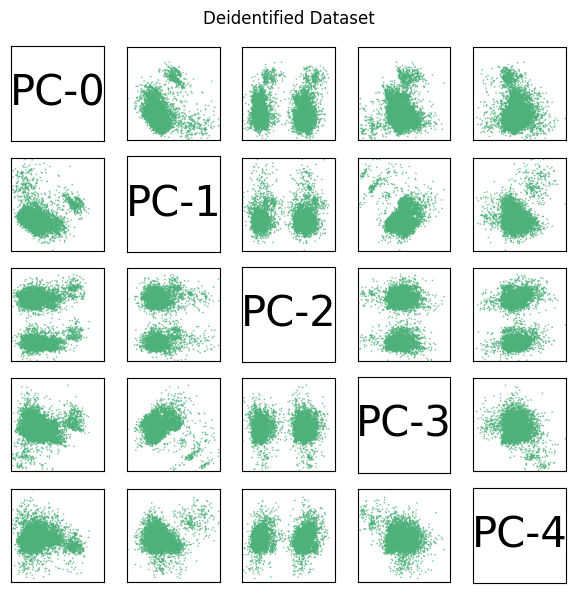 Deidentified Dataset
PC-0
PC-1
PC-2
PC-3
PC-4